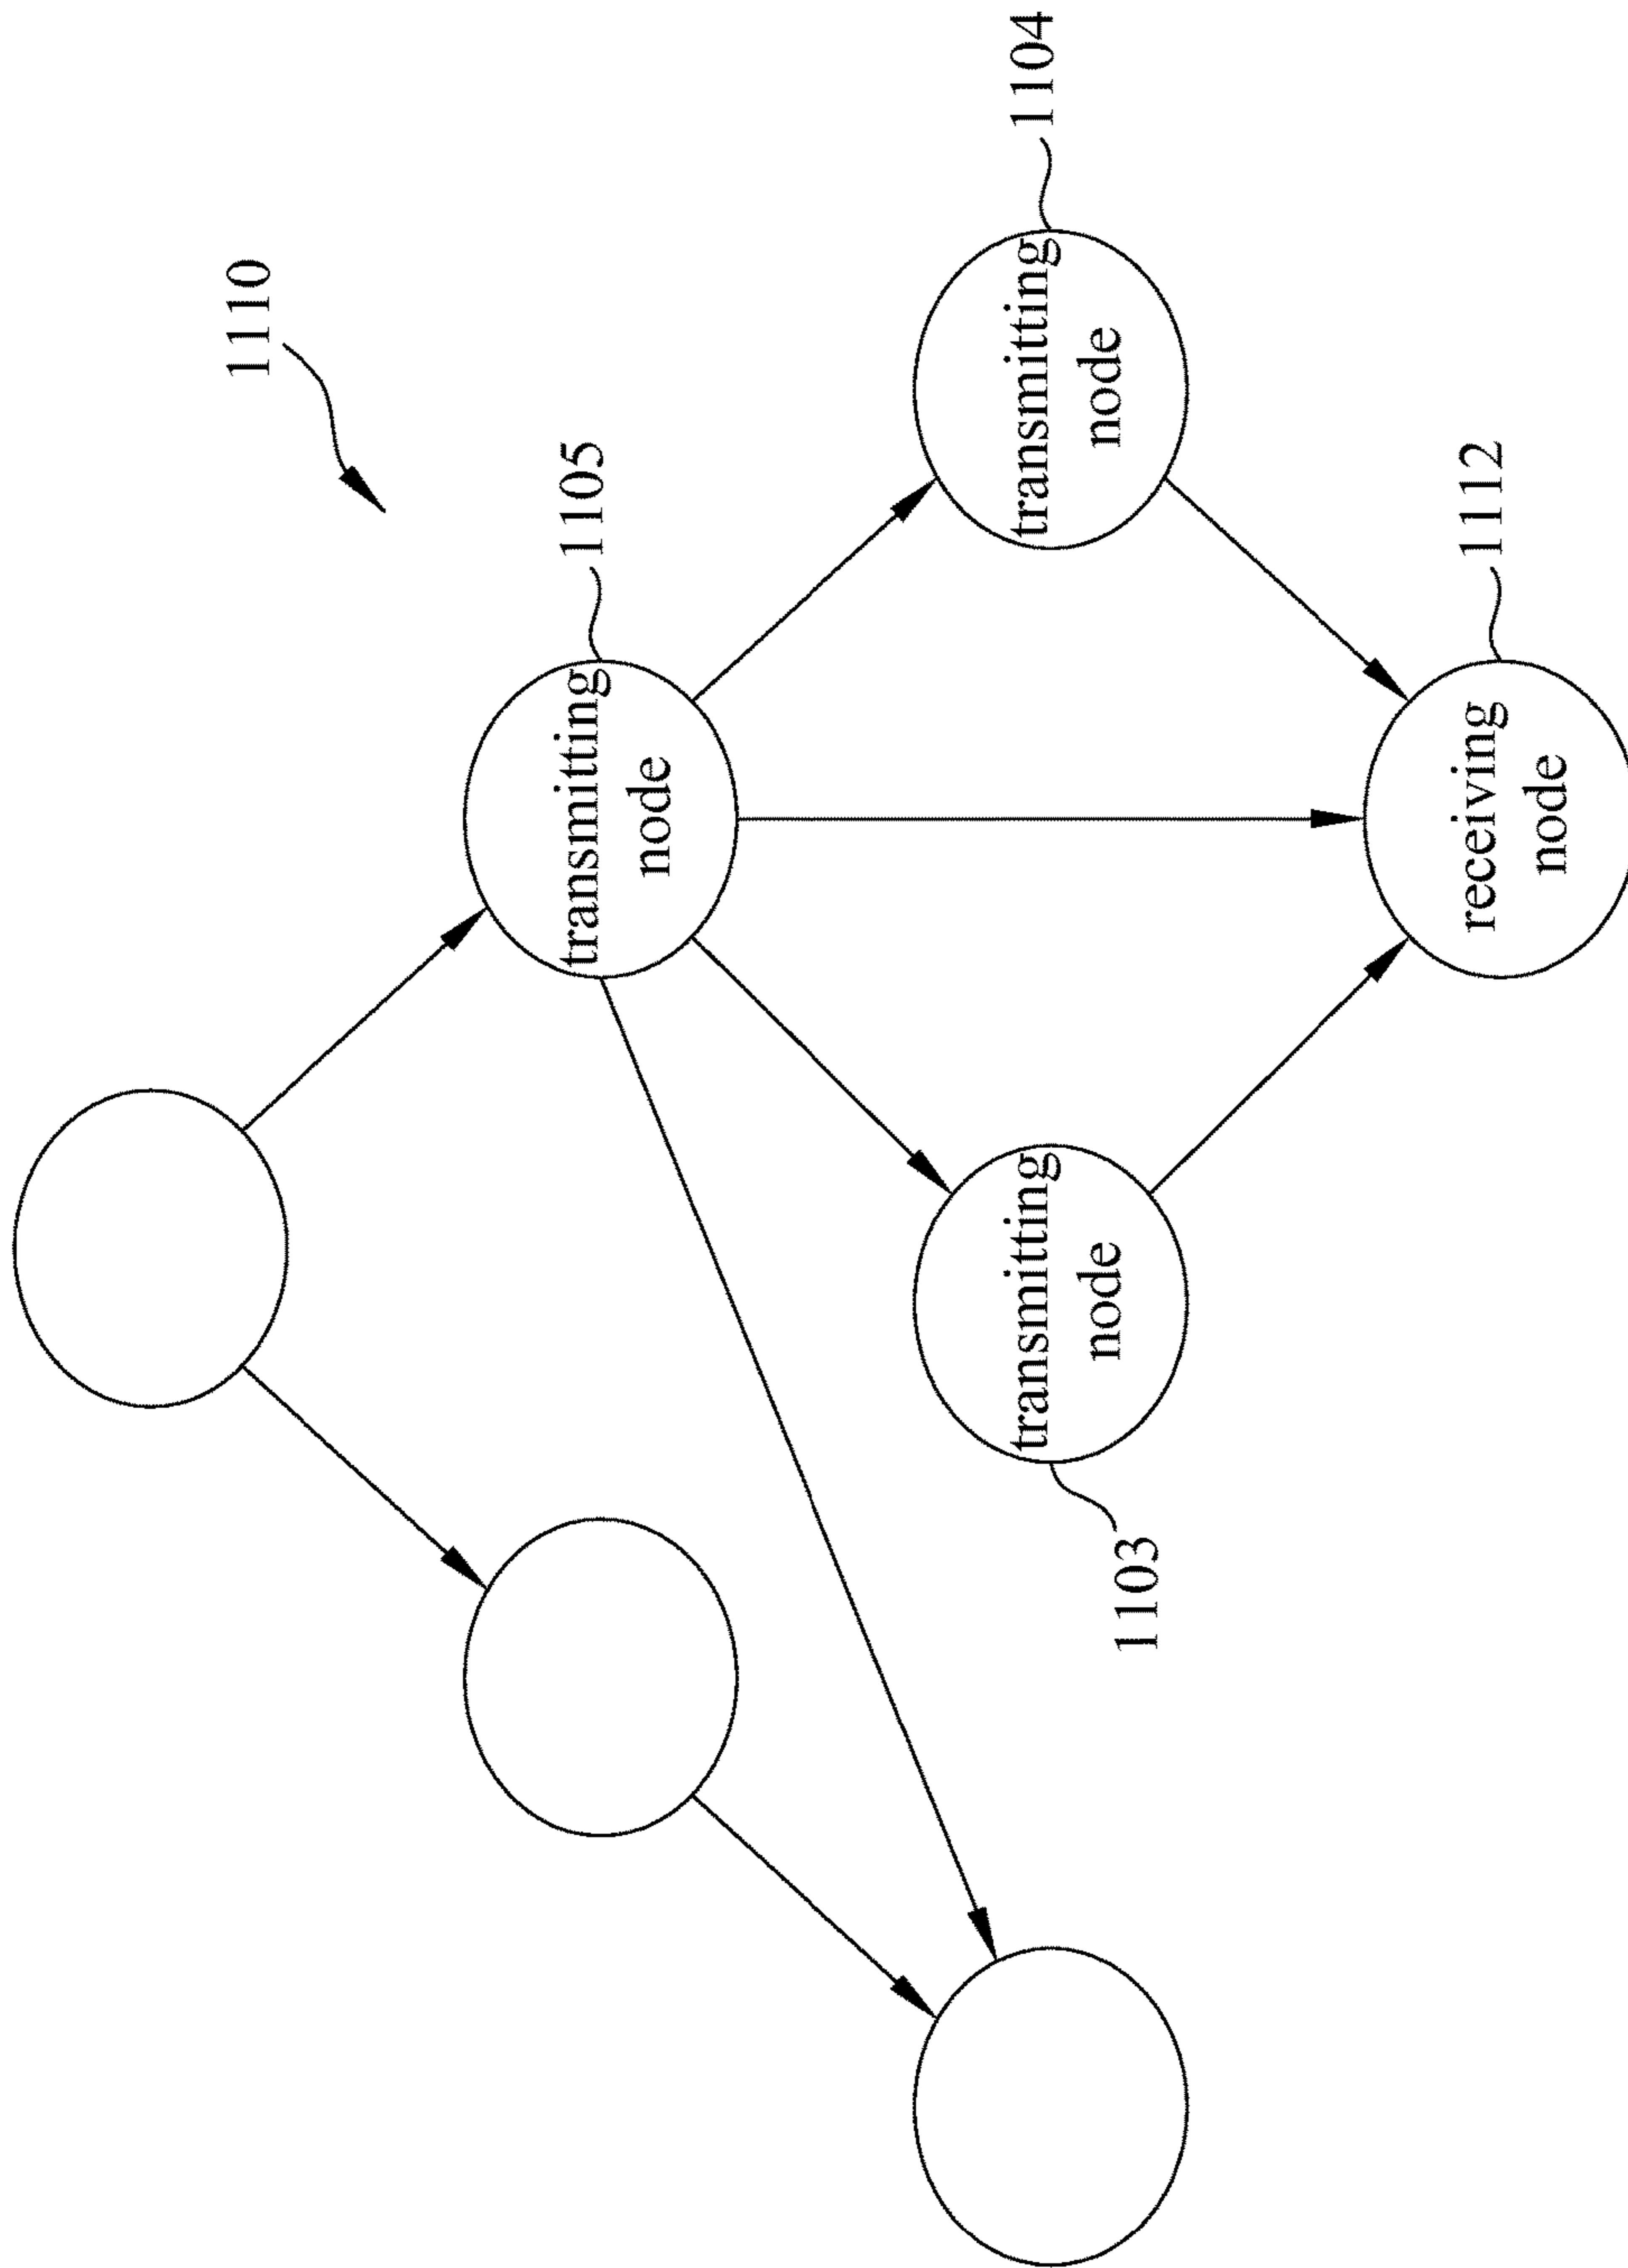 1110
transmitting
node
1105
transmitting
node
1103
transmitting
node
1104
receiving
node
1112